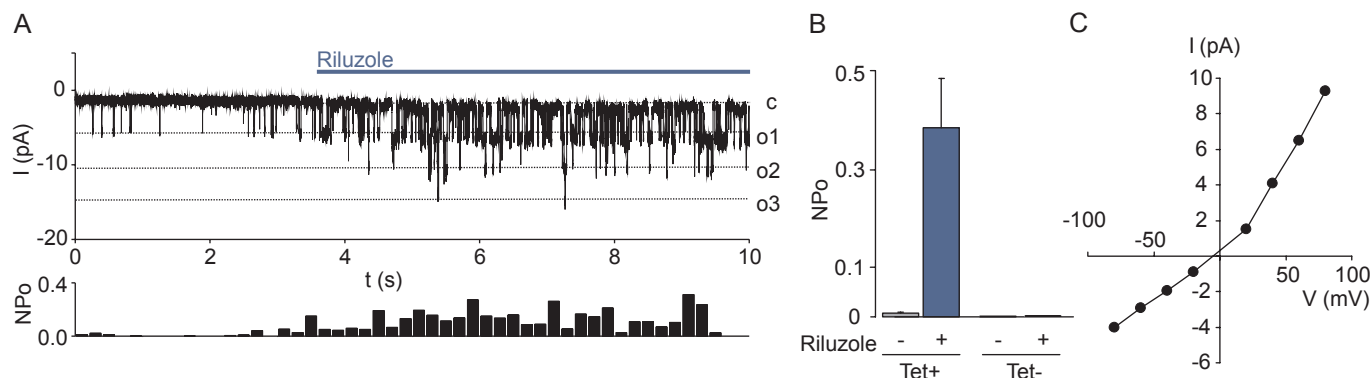 A
Riluzole
I (pA)
0
-10
-20
c
o1
o2
o3
0 2 4 6 8 10
t (s)
NPo
0.4
0.0
B
NPo
0.5
0.3
0.1
0
Riluzole - + - +
Tet+ Tet-
C
I (pA)
10
8
6
4
2
-100
-50
50 100
V (mV)
-2
-4
-6